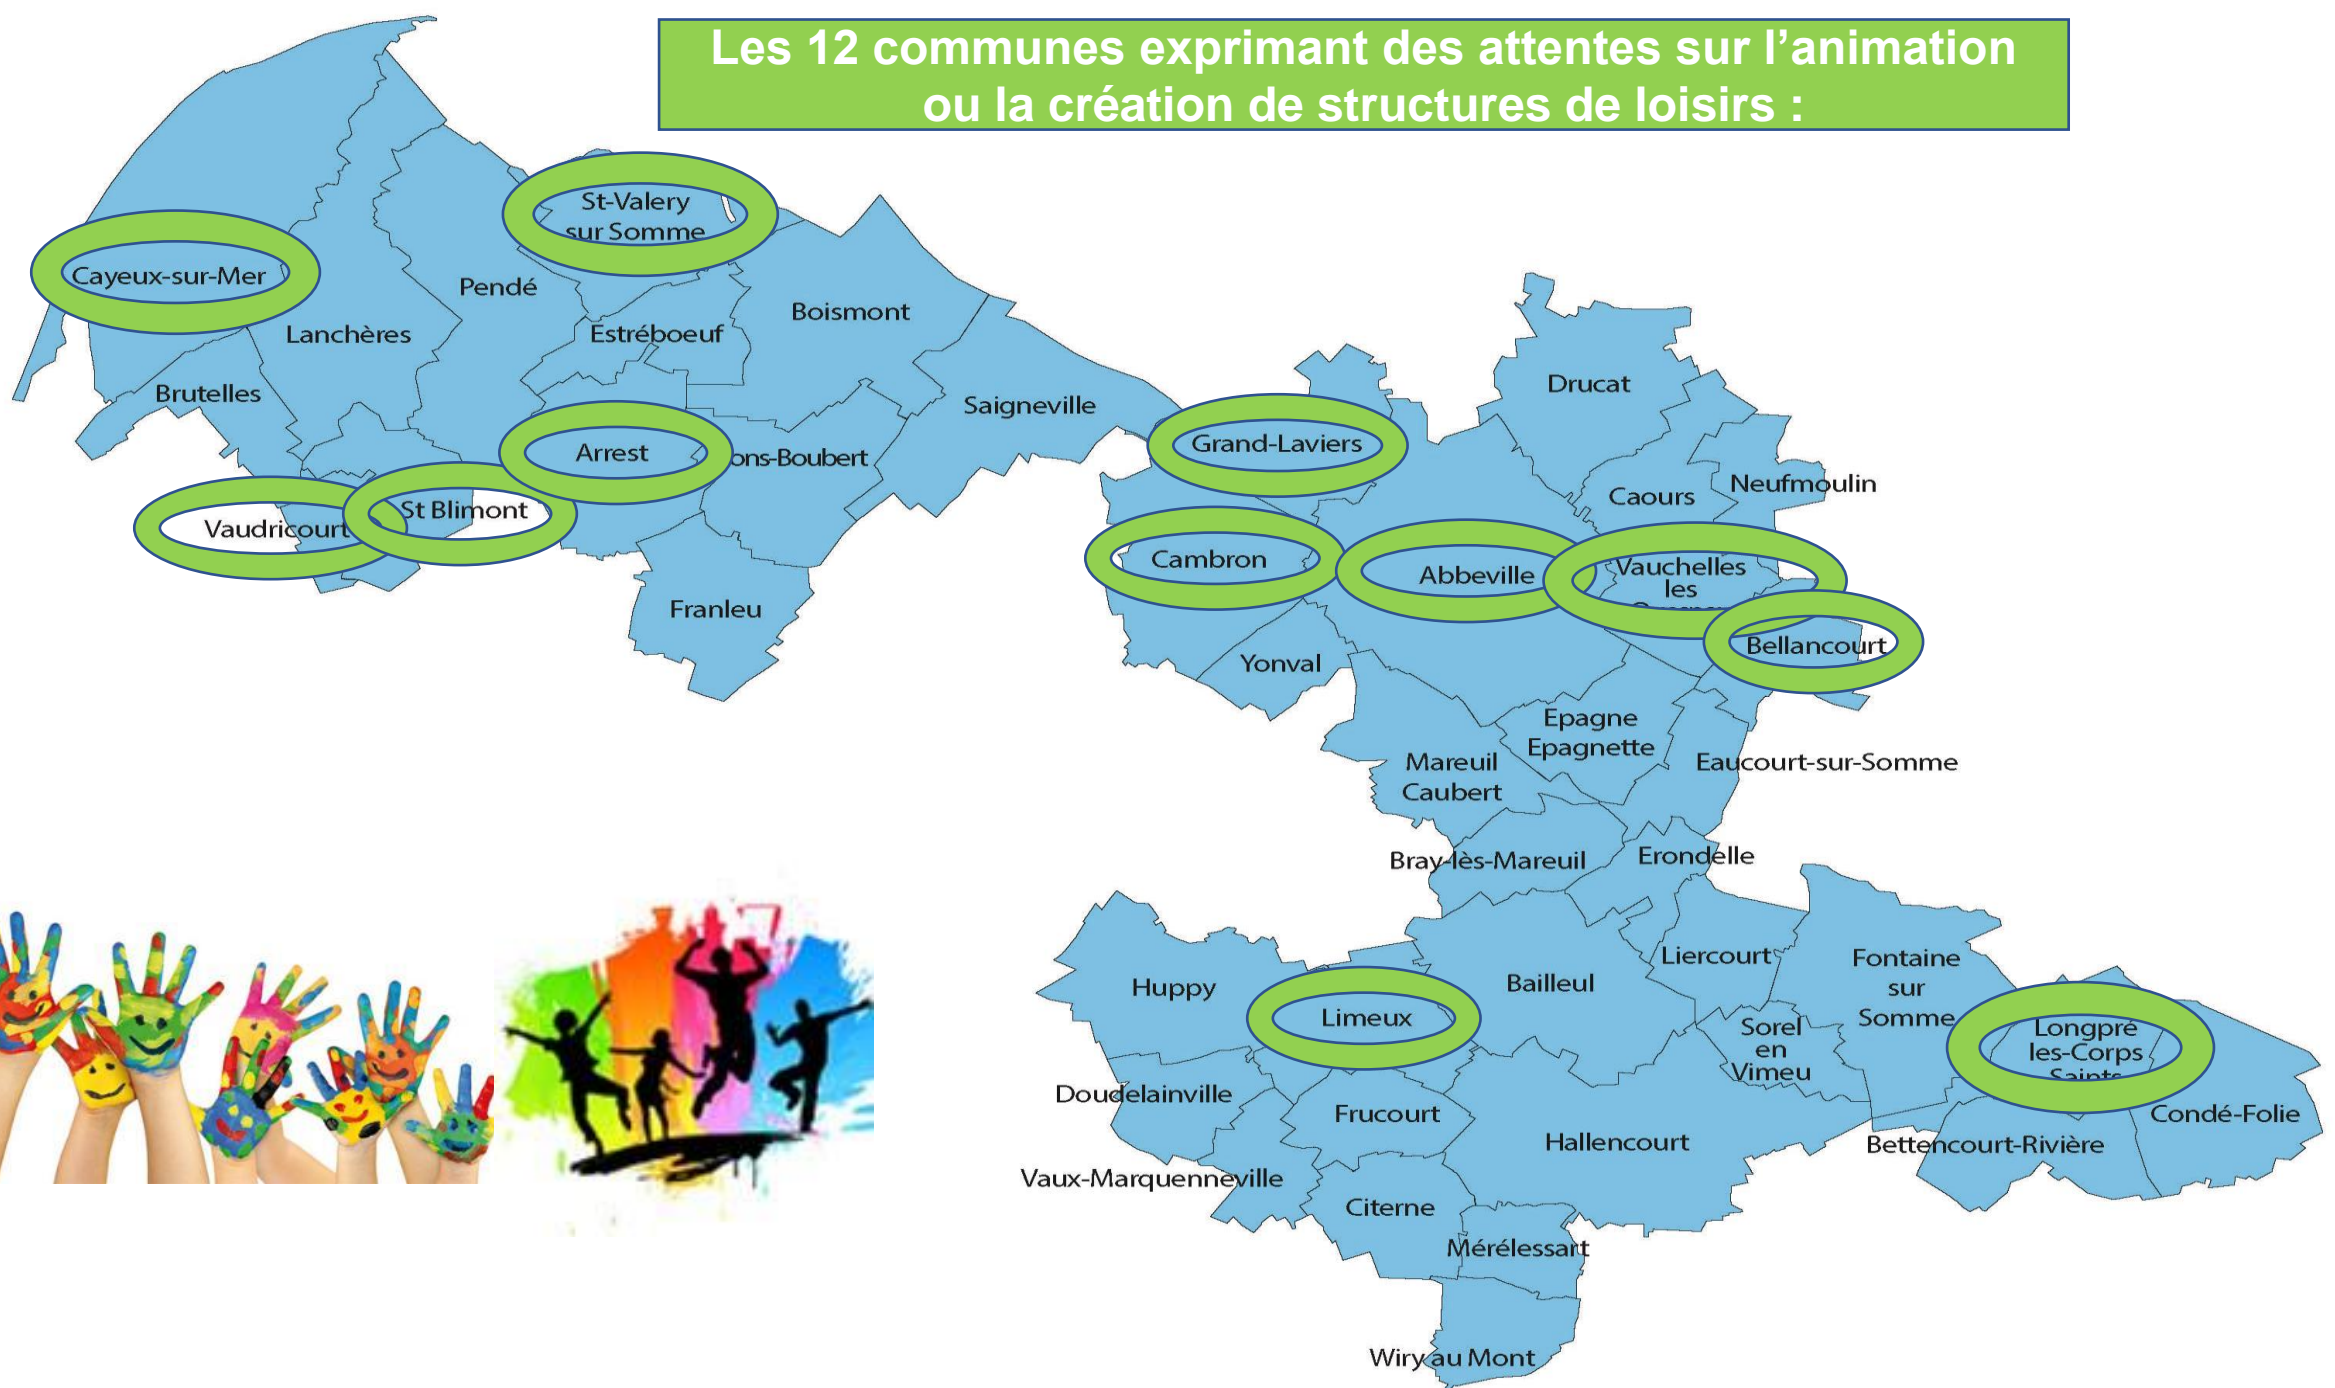 Les 12 communes exprimant des attentes sur l'animation
ou la création de structures de loisirs :
St-Valery
sur Somme
Cayeux-sur-Mer
Pendé
Boismont
Lanchères
Estréboeuf
Brutelles
Saigneville
Arrest
ons-Boubert
St Blimont
Vaudricourt
Franleu
Drucat
Grand-Laviers
Neufmoulin
Caours
Cambron
Abbeville
Vauchelles
les
Bellancourt
Yonval
Epagne
Epagnette
Mareuil
Caubert
Eaucourt-sur-Somme
Bray-lès-Mareuil
Erondelle
Liercourt
Fontaine
sur
Somme
Huppy
Bailleul
Limeux
Sorel
en
Vimeu
Longpré
les-Corps
Saints
Doudelainville
Frucourt
Condé-Folie
Hallencourt
Bettencourt-Rivière
Vaux-Marquenneville
Citerne
Mérélessart
Wiry au Mont